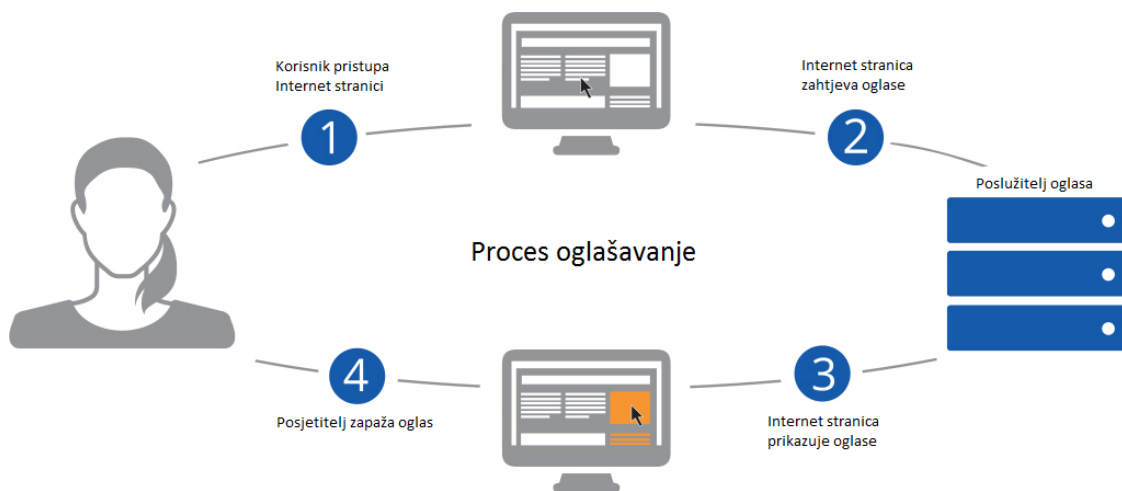 Korisnik pristupa
Internet stranici
1
Internet stranica
zahtjeva oglase
2
Poslužitelj oglasa
Proces oglašavanje
3
Internet stranica
prikazuje oglase
4
Posjetitelj zapaža oglas